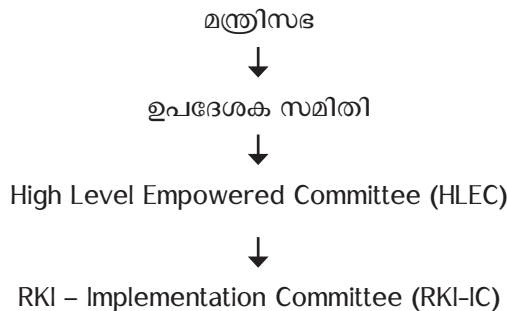 മന്ത്രിസഭ
ഉപദേശക സമിതി
High Level Empowered Committee (HLEC)
RKI – Implementation Committee (RKI-IC)